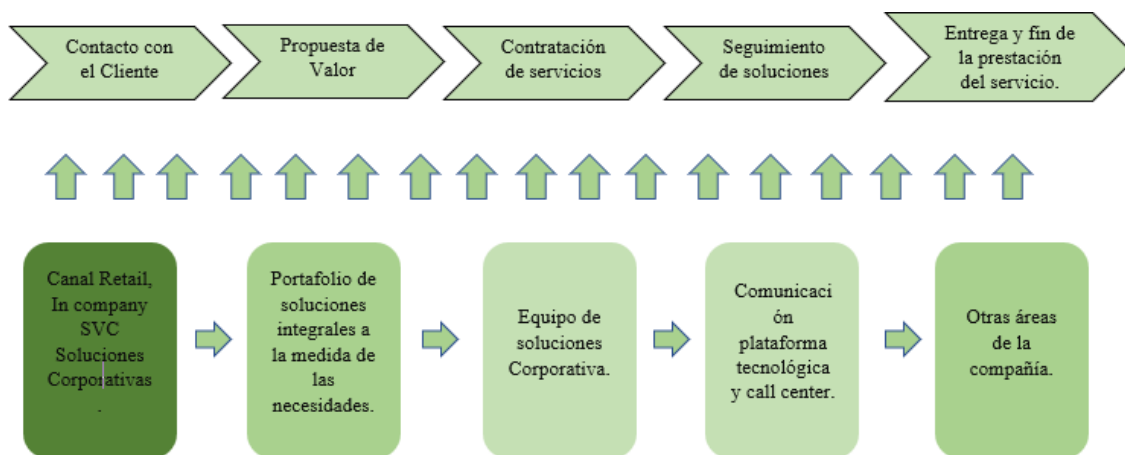 Contacto con
el Cliente
Propuesta de
Valor
Contratación
de servicios
Seguimiento
de soluciones
Entrega y fin de
la prestación
del servicio.
Canal Retail,
In company
SVC
Soluciones
Corporativas
.
Portafolio de
soluciones
integrales a
la medida de
las
necesidades.
Equipo de
soluciones
Corporativa.
Comunicaci
ón
plataforma
tecnológica
y call center.
Otras áreas
de la
compañía.